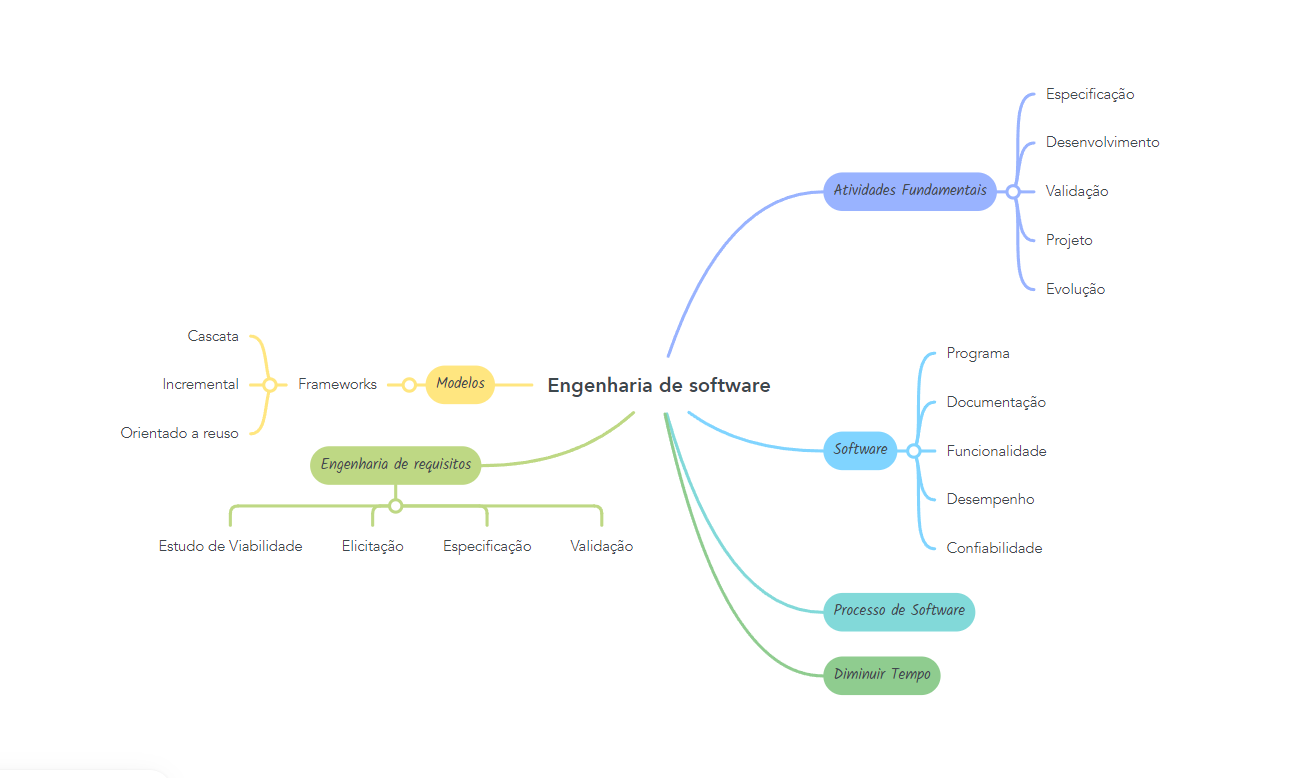 Engenharia de software
Atividades Fundamentais
Especificação
Desenvolvimento
Validação
Projeto
Evolução
Software
Programa
Documentação
Funcionalidade
Desempenho
Confiabilidade
Processo de Software
Diminuir Tempo
Modelos
Frameworks
Cascata
Incremental
Orientado a reuso
Engenharia de requisitos
Estudo de Viabilidade
Elicitação
Especificação
Validação